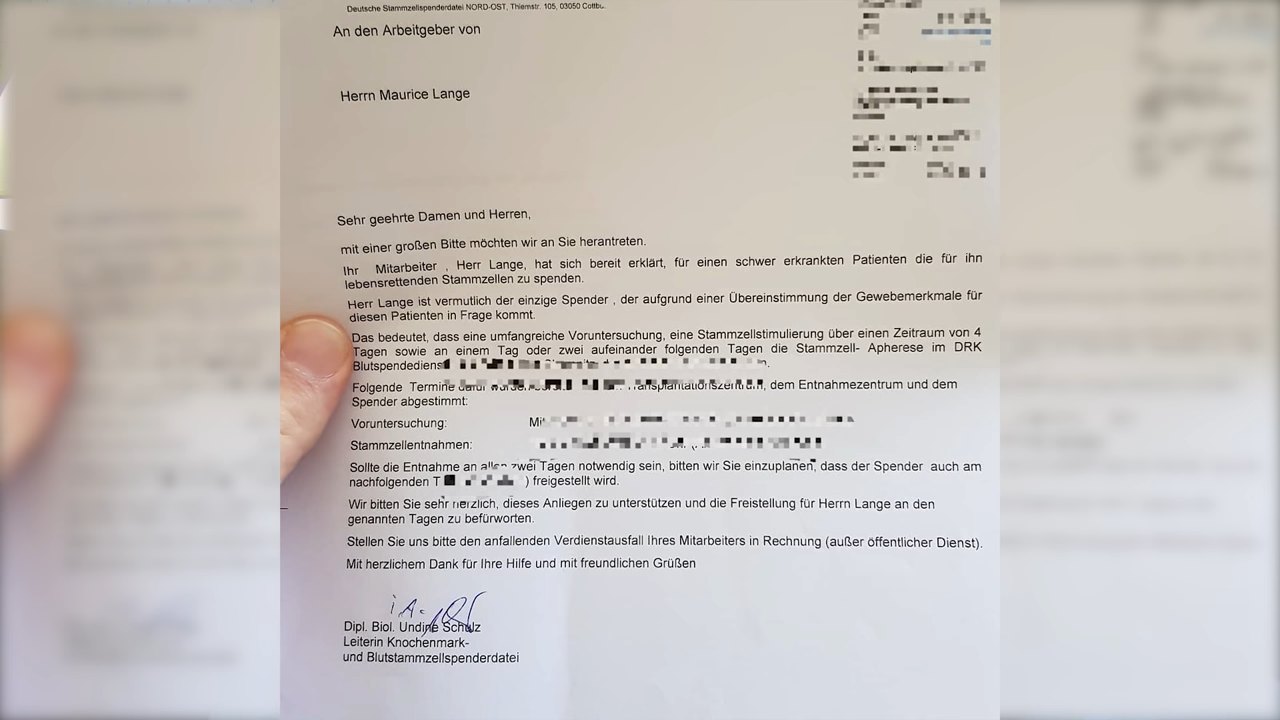 Deutsche Stammzellspenderdatei NORD-OST, Thiemstr. 105, 03050
An den Arbeitgeber von
Herrn Maurice Lange
Sehr geehrte Damen und Herren,
mit einer großen Bitte möchten wir an Sie herantreten.
Ihr Mitarbeiter , Herr Lange, hat sich bereit erklärt, für einen schwer erkrankten Patienten die für ihn
lebensrettenden Stammzellen zu spenden.
Herr Lange ist vermutlich der einzige Spender , der aufgrund einer Übereinstimmung der Gewebemerkmale für
diesen Patienten in Frage kommt.
Das bedeutet, dass eine umfangreiche Voruntersuchung, eine Stammzellstimulierung über einen Zeitraum von 4
Tagen sowie an einem Tag oder zwei aufeinander folgenden Tagen die Stammzell- Apherese im DRK
Blutspendediens
Folgende Termine Transplantationszentrum, dem Entnahmezentrum und dem
Spender abgestimmt:
Voruntersuchung:
Stammzellentnahmen:
Sollte die Entnahme an allen zwei Tagen notwendig sein, bitten wir Sie einzuplanen, dass der Spender auch am
nachfolgenden T ) freigestellt wird.
Wir bitten Sie sehr herzlich, dieses Anliegen zu unterstützen und die Freistellung für Herrn Lange an den
genannten Tagen zu befürworten.
Stellen Sie uns bitte den anfallenden Verdienstausfall Ihres Mitarbeiters in Rechnung (außer öffentlicher Dienst).
Mit herzlichem Dank für Ihre Hilfe und mit freundlichen Grüßen
i.A.
Dipl. Biol. Undine Schulz
Leiterin Knochenmark-
und Blutstammzellspenderdatei